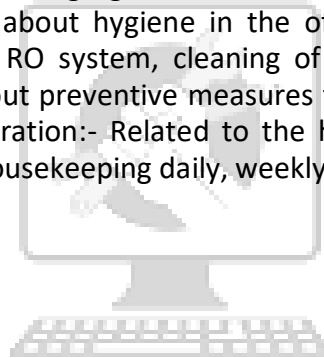 about hygiene in the of
RO system, cleaning of
out preventive measures
ration:- Related to the h
ousekeeping daily, weekly